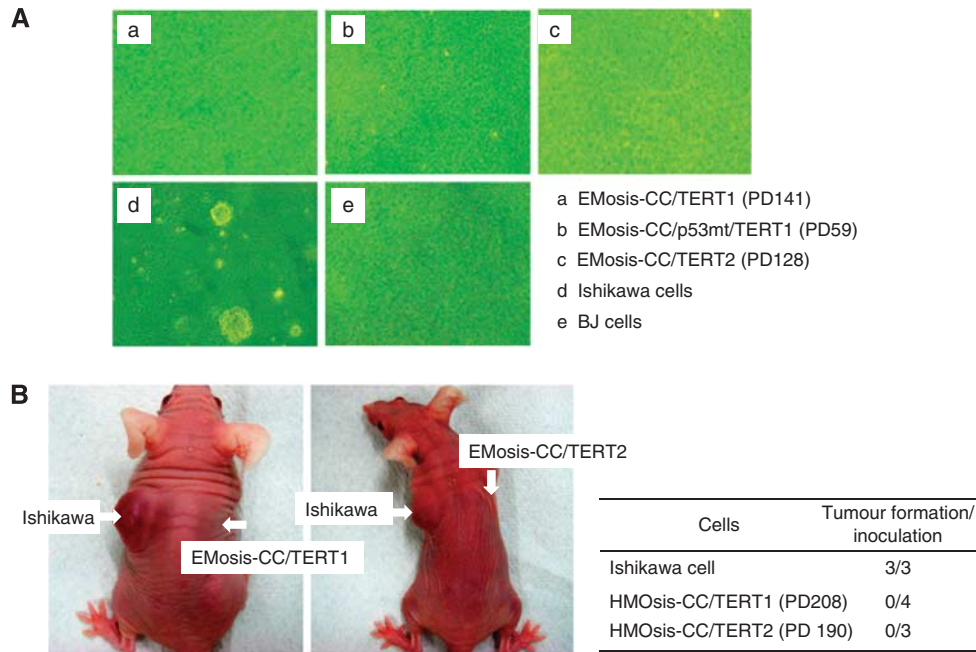 A
a
b
c
d
e
a EMosis-CC/TERT1 (PD141)
b EMosis-CC/p53mt/TERT1 (PD59)
c EMosis-CC/TERT2 (PD128)
d Ishikawa cells
e BJ cells
B
Ishikawa
EMosis-CC/TERT1
Ishikawa
EMosis-CC/TERT2
Cells
Tumour formation/
inoculation
Ishikawa cell 3/3
HMOsis-CC/TERT1 (PD208) 0/4
HMOsis-CC/TERT2 (PD 190) 0/3